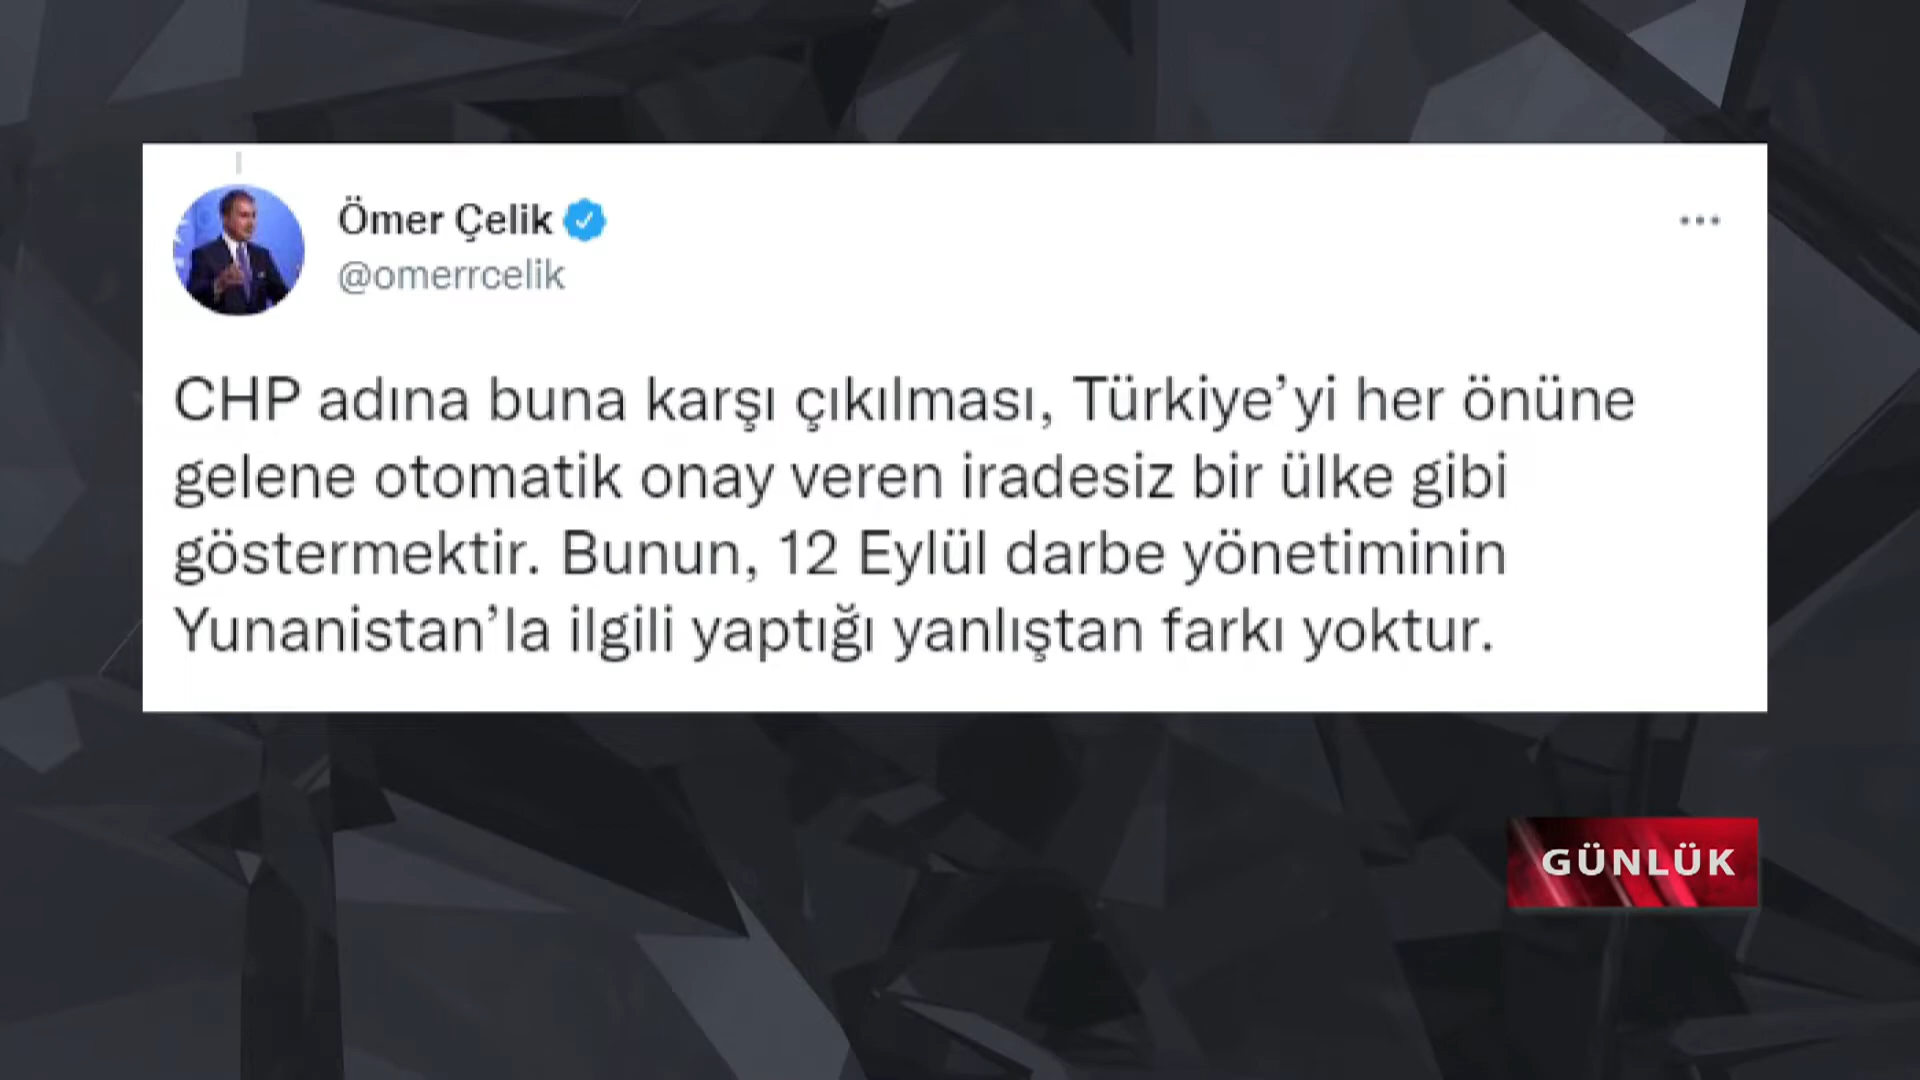 Ömer Çelik
@omerrcelik
CHP adına buna karşı çıkılması, Türkiye’yi her önüne
gelene otomatik onay veren iradesiz bir ülke gibi
göstermektir. Bunun, 12 Eylül darbe yönetiminin
Yunanistan’la ilgili yaptığı yanlıştan farkı yoktur.
GÜNLÜK